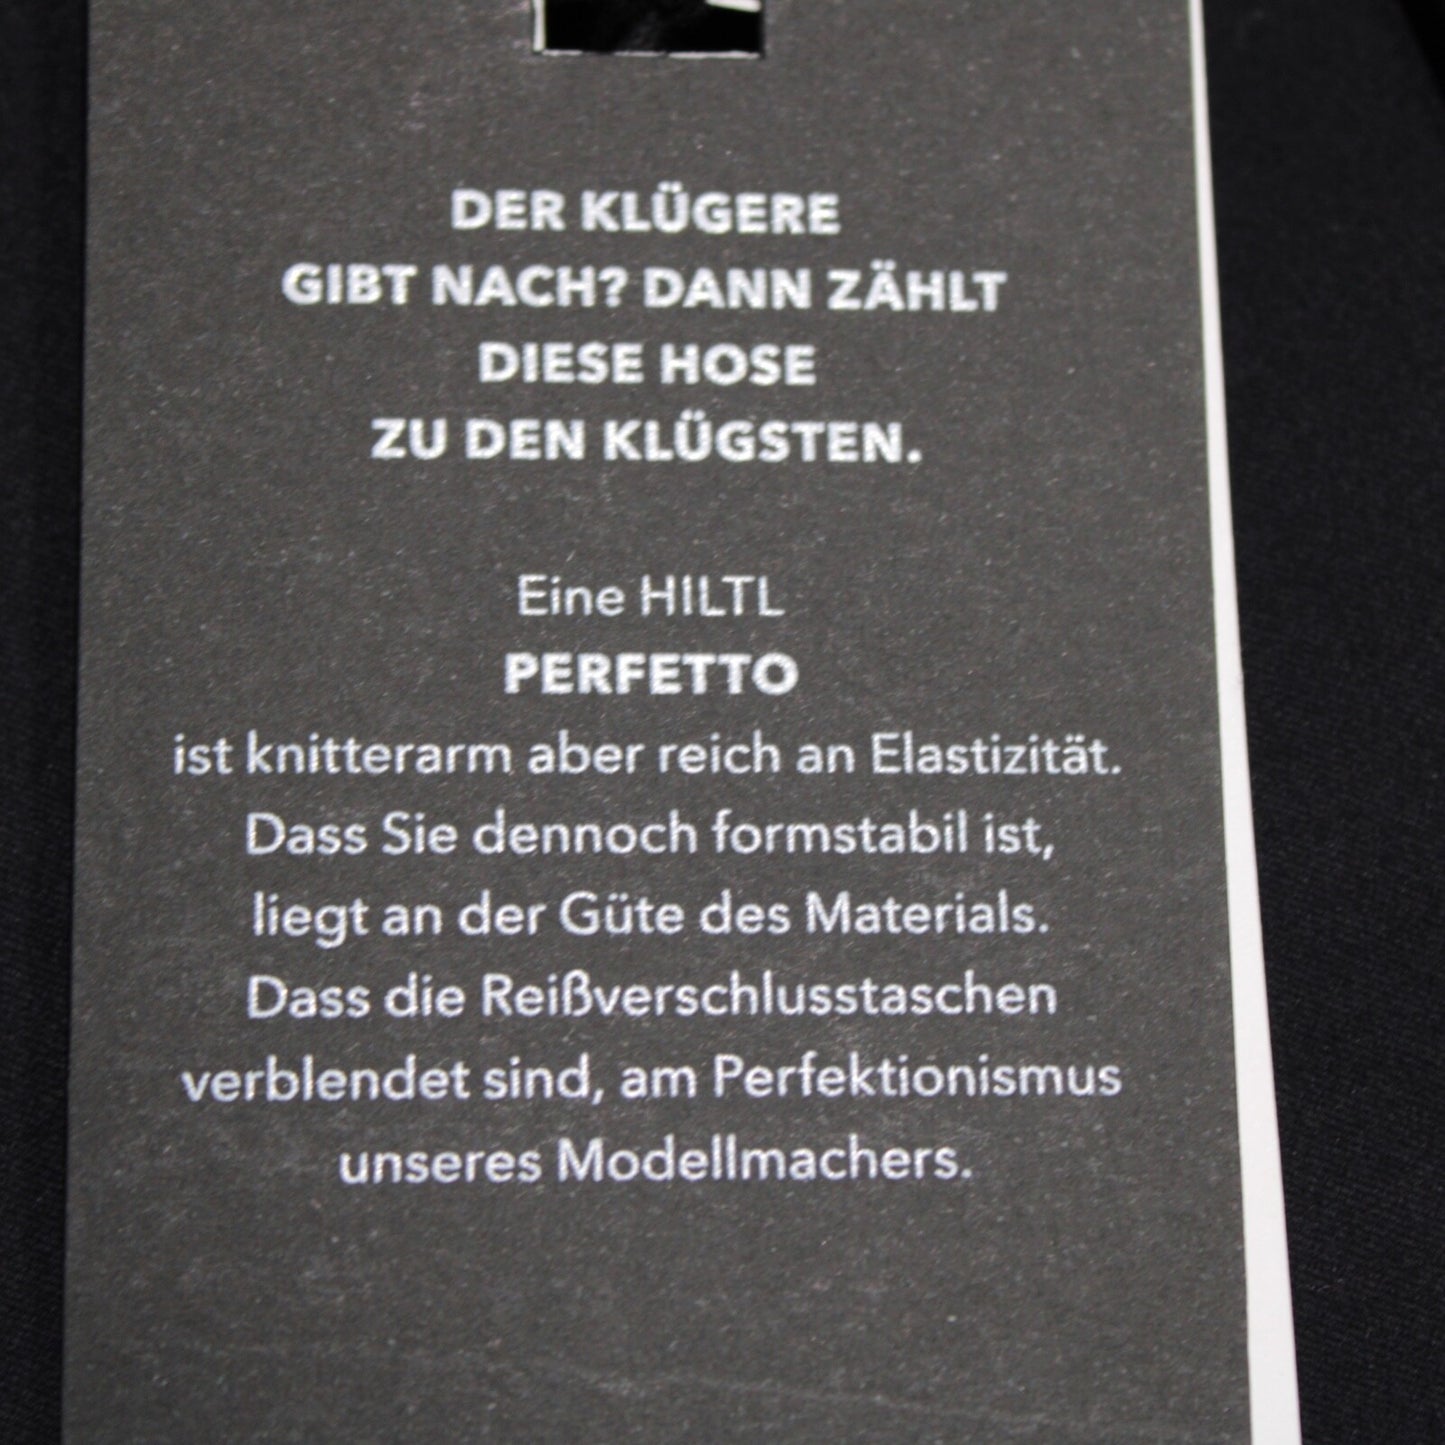 DER KLÜGERE
GIBT NACH? DANN ZÄHLT
DIESE HOSE
ZU DEN KLÜGSTEN.
Eine HILTL
PERFETTO
ist knitterarm aber reich an Elastizität.
Dass Sie dennoch formstabil ist,
liegt an der Güte des Materials.
Dass die Reißverschlusstaschen
verblendet sind, am Perfektionismus
unseres Modellmachers.